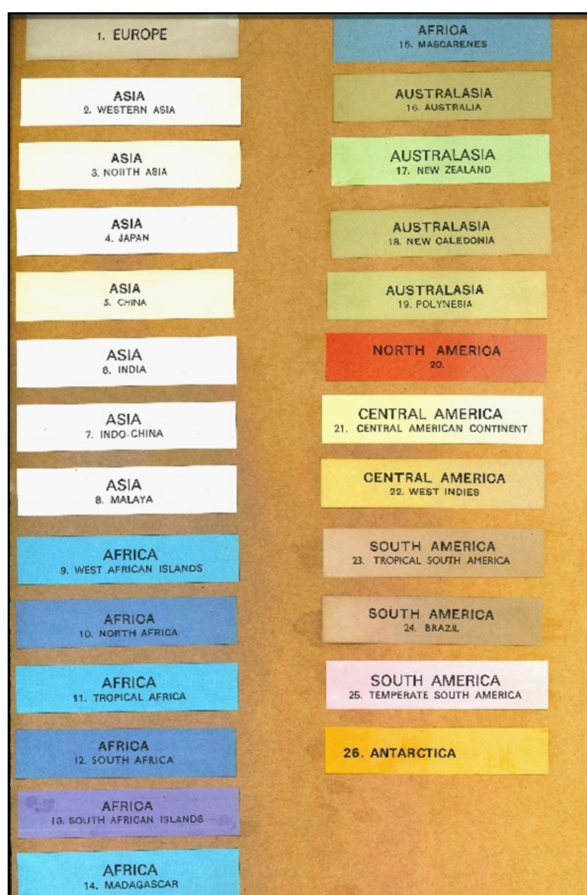 1. EUROPE
ASIA
2. WESTERN ASIA
ASIA
3. NORTH ASIA
ASIA
4. JAPAN
ASIA
5. CHINA
ASIA
6. INDIA
ASIA
7. INDO-CHINA
ASIA
8. MALAYA
AFRICA
9. WEST AFRICAN ISLANDS
AFRICA
10. NORTH AFRICA
AFRICA
11. TROPICAL AFRICA
AFRICA
12. SOUTH AFRICA
AFRICA
13. SOUTH AFRICAN ISLANDS
AFRICA
14. MADAGASCAR
AFRICA
15. MASCARENES
AUSTRALASIA
16. AUSTRALIA
AUSTRALASIA
17. NEW ZEALAND
AUSTRALASIA
18. NEW CALEDONIA
AUSTRALASIA
19. POLYNESIA
NORTH AMERICA
20.
CENTRAL AMERICA
21. CENTRAL AMERICAN CONTINENT
CENTRAL AMERICA
22. WEST INDIES
SOUTH AMERICA
23. TROPICAL SOUTH AMERICA
SOUTH AMERICA
24. BRAZIL
SOUTH AMERICA
25. TEMPERATE SOUTH AMERICA
26. ANTARCTICA